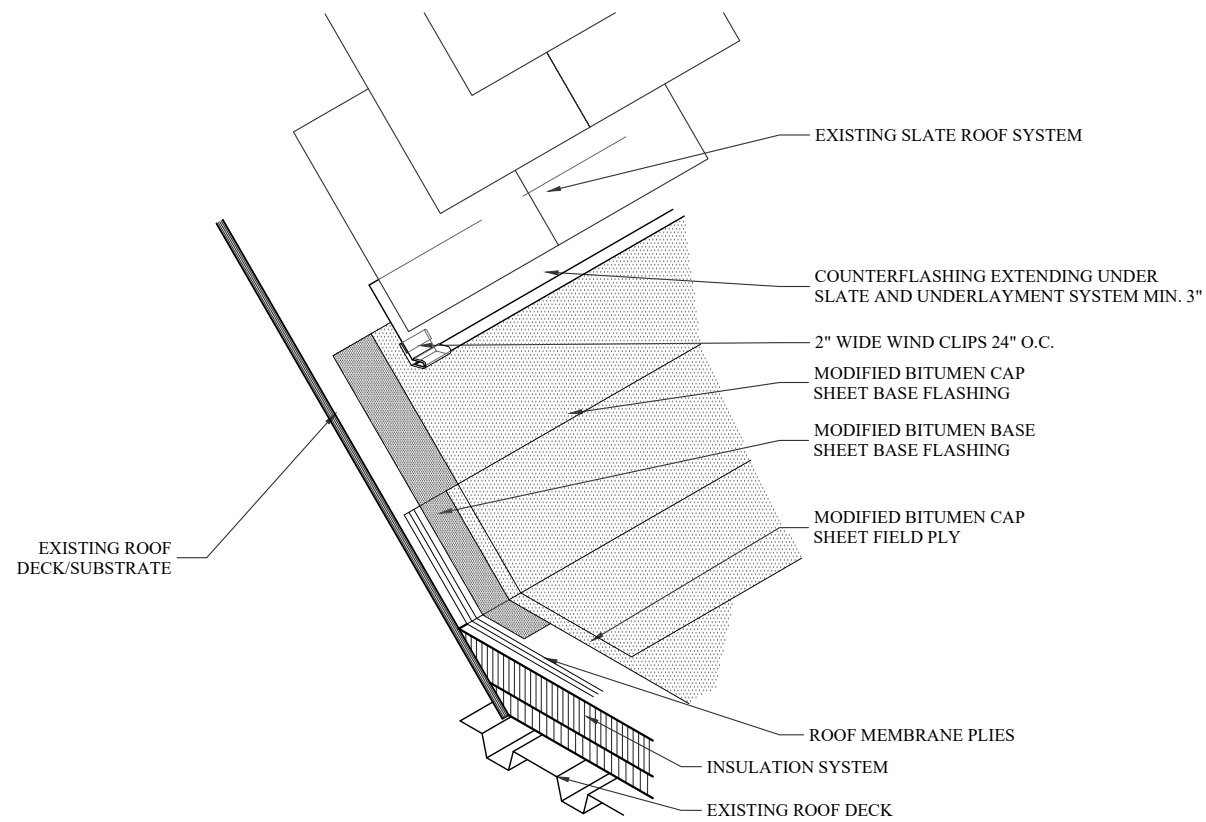 EXISTING SLATE ROOF SYSTEM
COUNTERFLASHING EXTENDING UNDER
SLATE AND UNDERLAYMENT SYSTEM MIN. 3"
2" WIDE WIND CLIPS 24" O.C.
MODIFIED BITUMEN CAP
SHEET BASE FLASHING
MODIFIED BITUMEN BASE
SHEET BASE FLASHING
MODIFIED BITUMEN CAP
SHEET FIELD PLY
EXISTING ROOF
DECK/SUBSTRATE
ROOF MEMBRANE PLIES
INSULATION SYSTEM
EXISTING ROOF DECK